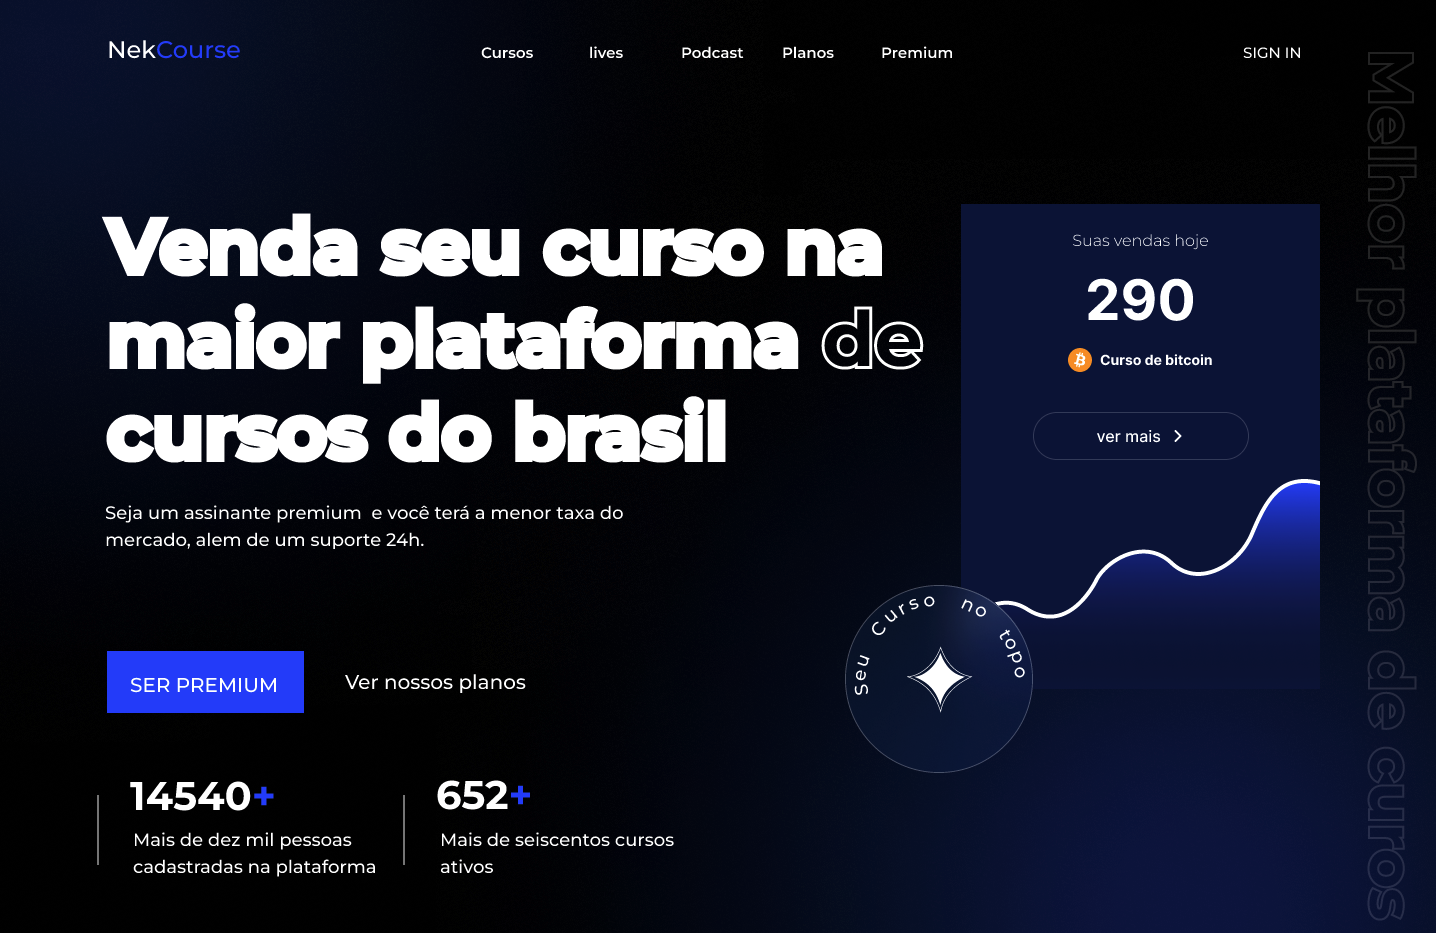 NekCourse
Cursos
lives
Podcast
Planos
Premium
SIGN IN
Venda seu curso na
maior plataforma de
cursos do brasil
Seja um assinante premium  e você terá a menor taxa do
mercado, alem de um suporte 24h.
SER PREMIUM
Ver nossos planos
14540+
Mais de dez mil pessoas
cadastradas na plataforma
652+
Mais de seiscentos cursos
ativos
Suas vendas hoje
290
Curso de bitcoin
ver mais
Seu Curso no topo
Melhor plataforma de curos